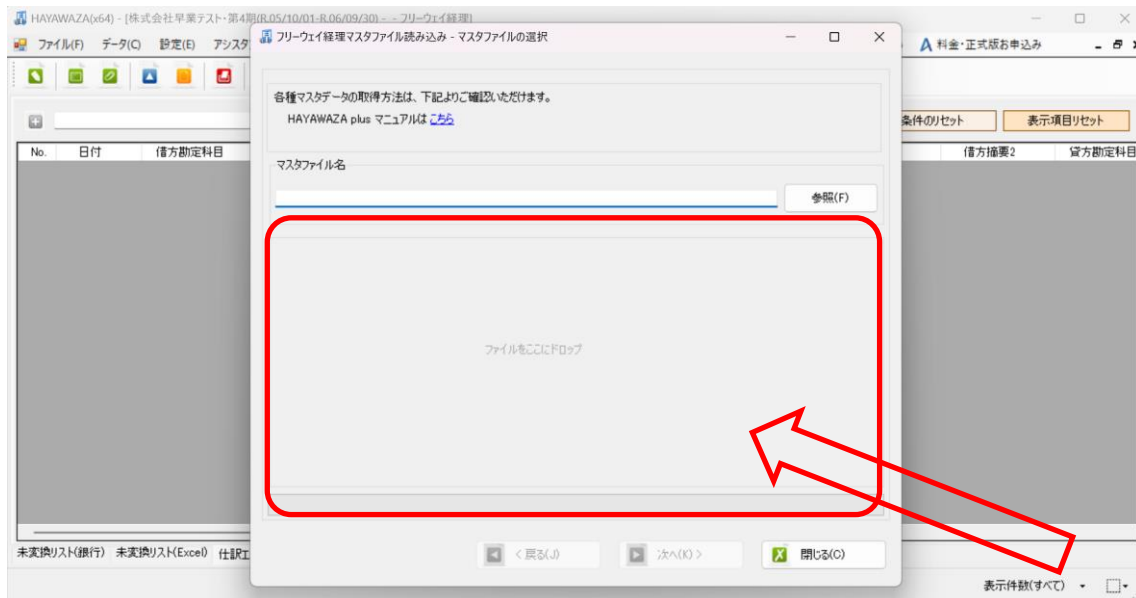 HAYAWAZA(x64) - [株式会社早業テスト・第4期(R.05/10/01-R.06/09/30) - - フリーウェイ経理]
ファイル(F) データ(C) 設定(E) アシスタ
料金・正式版お申込み
フリーウェイ経理マスタファイル読み込み - マスタファイルの選択
各種マスタデータの取得方法は、下記よりご確認いただけます。
HAYAWAZA plus マニュアルは こちら
条件のリセット 表示項目リセット
No. 日付 借方勘定科目 借方摘要2 貸方勘定科目
マスタファイル名
参照(F)
ファイルをここにドロップ
未変換リスト(銀行) 未変換リスト(Excel) 仕訳エ
< 戻る(J) 次へ(K) > 閉じる(C)
表示件数(すべて)